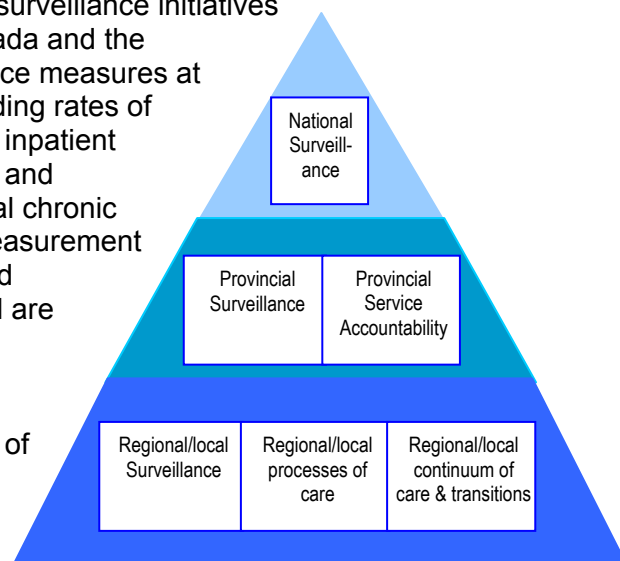 surveillance initiatives
ada and the
ce measures at
ding rates of
inpatient
and
al chronic
easurement
d
l are
of
National
Surveill-
ance
Provincial
Surveillance
Provincial
Service
Accountability
Regional/local
Surveillance
Regional/local
processes of
care
Regional/local
continuum of
care & transitions